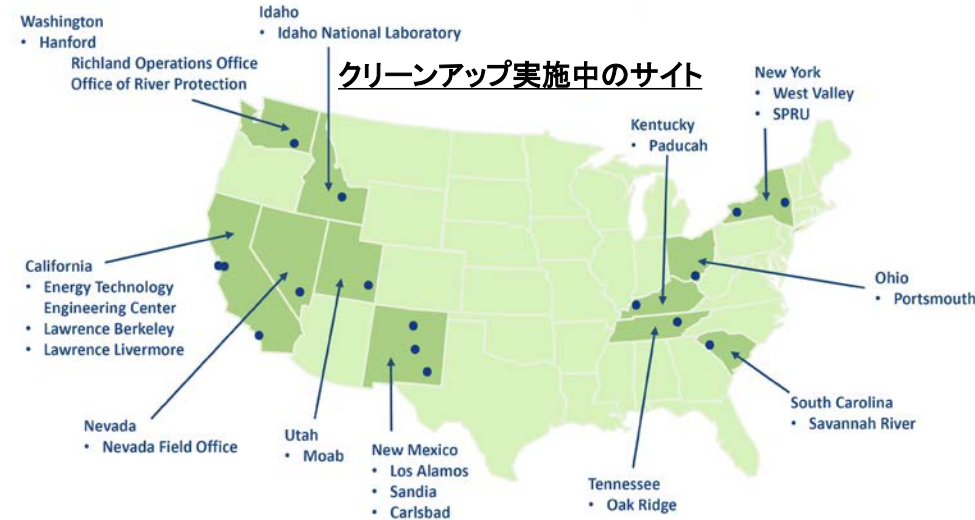 Washington
• Hanford
Richland Operations Office
Office of River Protection
Idaho
• Idaho National Laboratory
クリーンアップ実施中のサイト
New York
• West Valley
• SPRU
Kentucky
• Paducah
California
• Energy Technology
Engineering Center
• Lawrence Berkeley
• Lawrence Livermore
Ohio
• Portsmouth
Nevada
• Nevada Field Office
Utah
• Moab
New Mexico
• Los Alamos
• Sandia
• Carlsbad
Tennessee
• Oak Ridge
South Carolina
• Savannah River